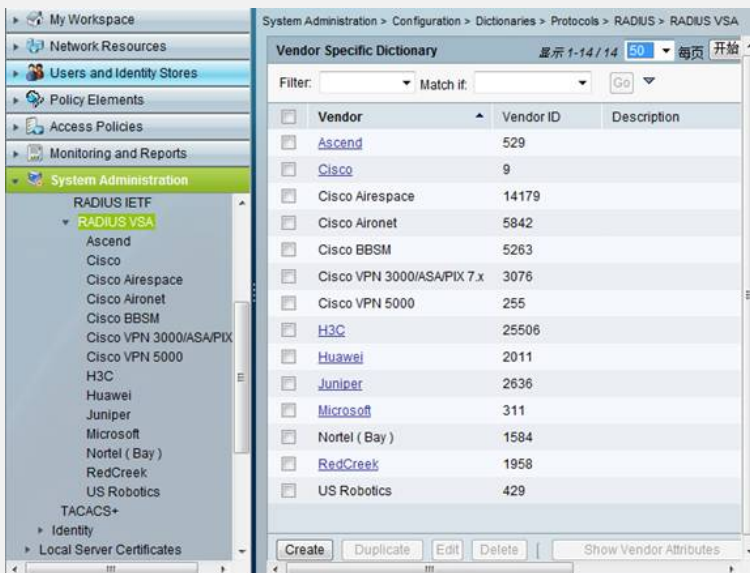 My Workspace
Network Resources
Users and Identity Stores
Policy Elements
Access Policies
Monitoring and Reports
System Administration
RADIUS IETF
RADIUS VSA
Ascend
Cisco
Cisco Airespace
Cisco Aironet
Cisco BBSM
Cisco VPN 3000/ASA/PIX
Cisco VPN 5000
H3C
Huawei
Juniper
Microsoft
Nortel ( Bay )
RedCreek
US Robotics
TACACS+
Identity
Local Server Certificates
System Administration > Configuration > Dictionaries > Protocols > RADIUS > RADIUS VSA
Vendor Specific Dictionary 显示 1-14 / 14 50 每页 开始
Filter: Match if: Go
Vendor Vendor ID Description
Ascend 529
Cisco 9
Cisco Airespace 14179
Cisco Aironet 5842
Cisco BBSM 5263
Cisco VPN 3000/ASA/PIX 7.x 3076
Cisco VPN 5000 255
H3C 25506
Huawei 2011
Juniper 2636
Microsoft 311
Nortel ( Bay ) 1584
RedCreek 1958
US Robotics 429
Create Duplicate Edit Delete | Show Vendor Attributes